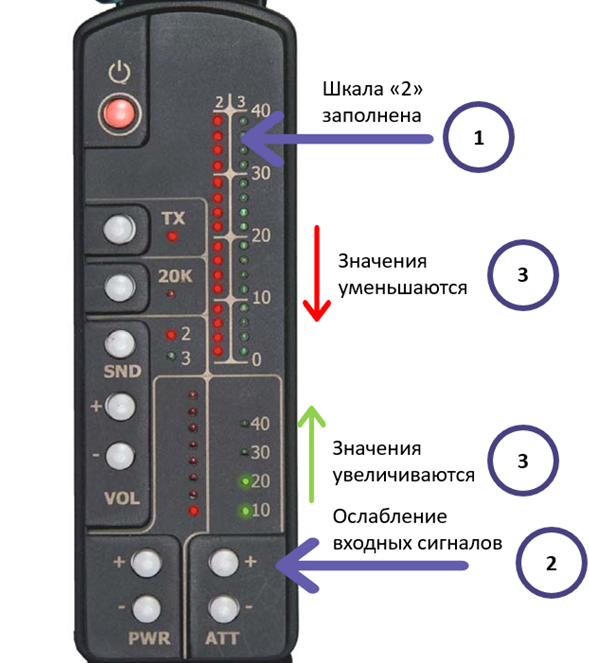 Шкала «2»
заполнена
1
2 3
40
30
20
10
0
TX
20K
2
3
SND
+
-
VOL
40
30
20
10
Значения
уменьшаются
3
Значения
увеличиваются
3
Ослабление
входных сигналов
2
+
-
PWR
+
-
ATT